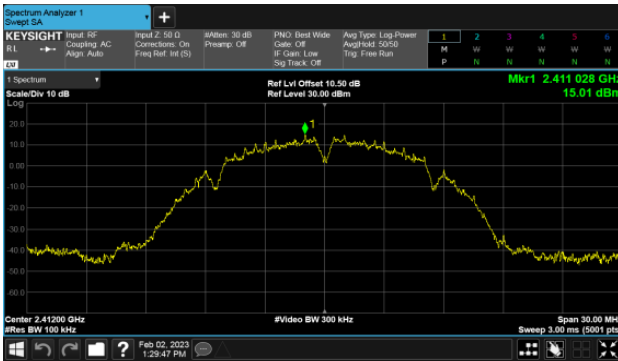 Spectrum Analyzer 1
Swept SA
KEYSIGHT Input: RF Input Z: 50 Ω #Atten: 30 dB PNO: Best Wide Avg Type: Log-Power 1 2 3 4 5 6
RL Coupling: AC Corrections: On Preamp: Off Gate: Off Avg|Hold: 50/50 M W W W W W
Align: Auto Freq Ref: Int (S) IF Gain: Low Trig: Free Run P N N N N N
LXI Sig Track: Off
1 Spectrum Ref Lvl Offset 10.50 dB Mkr1 2.411 028 GHz
Scale/Div 10 dB Ref Level 30.00 dBm 15.01 dBm
Log
1
20.0
10.0
0.00
-10.0
-20.0
-30.0
-40.0
-50.0
-60.0
Center 2.41200 GHz #Video BW 300 kHz Span 30.00 MH
#Res BW 100 kHz Sweep 3.00 ms (5001 pts
? Feb 02, 2023
1:29:47 PM